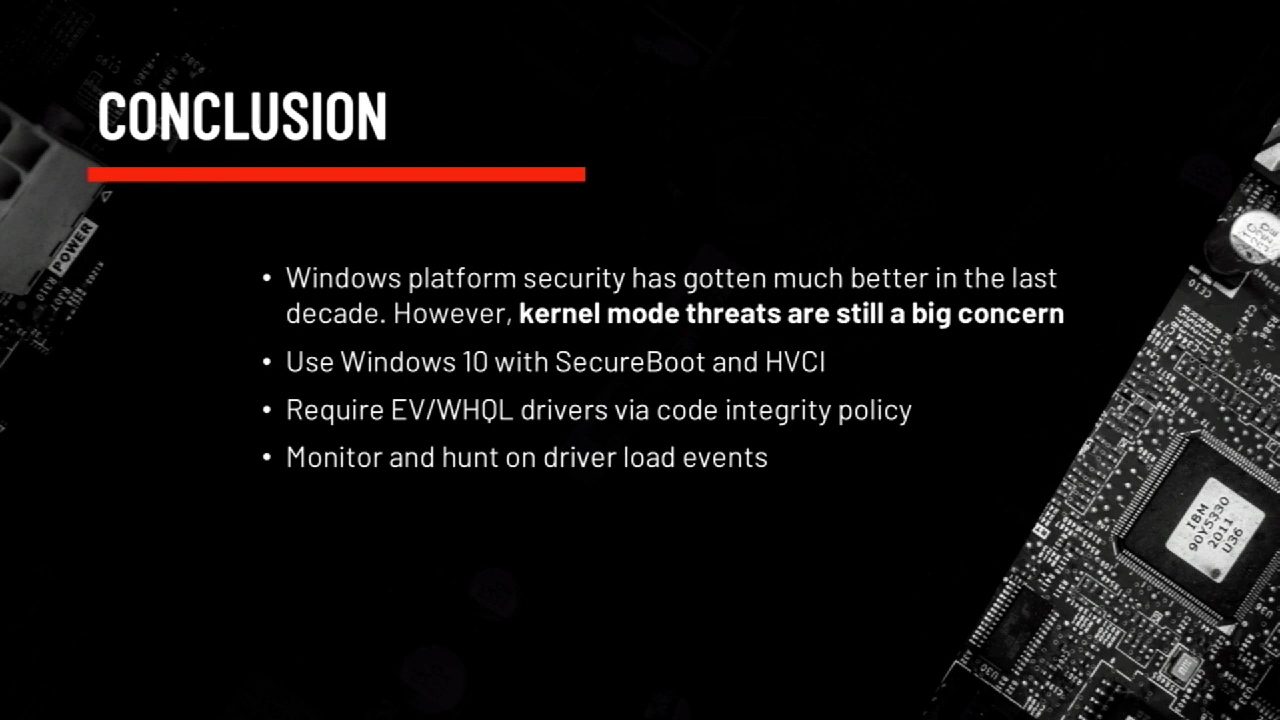 CONCLUSION
• Windows platform security has gotten much better in the last
decade. However, kernel mode threats are still a big concern
• Use Windows 10 with SecureBoot and HVCI
• Require EV/WHQL drivers via code integrity policy
• Monitor and hunt on driver load events
POWER
IBM
90Y5330
2011
U36